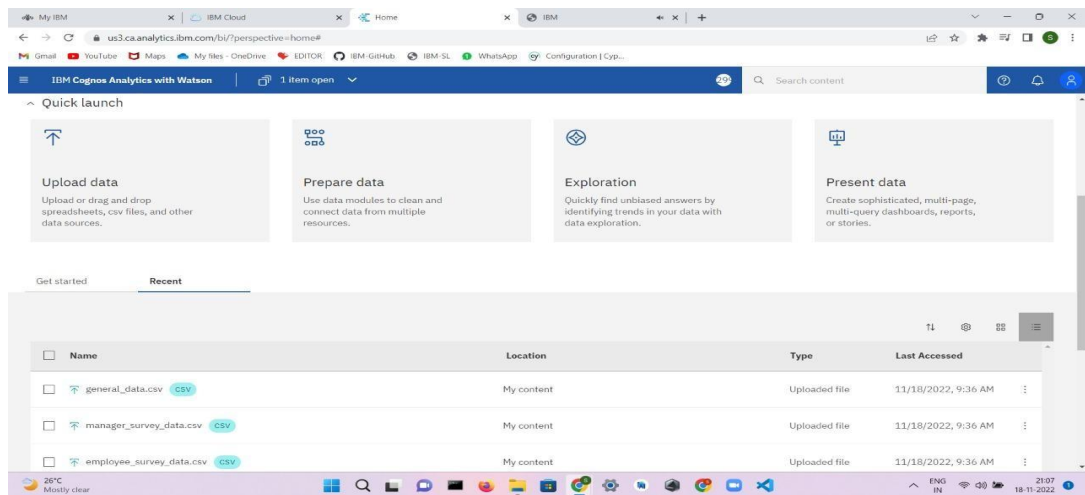 My IBM
IBM Cloud
Home
IBM
us3.ca.analytics.ibm.com/bi/?perspective=home#
S
Gmail YouTube Maps My files - OneDrive EDITOR IBM-GitHub IBM-SL WhatsApp Configuration | Cyp...
IBM Cognos Analytics with Watson
1 item open
Search content
Quick launch
Upload data
Upload or drag and drop
spreadsheets, csv files, and other
data sources.
Prepare data
Use data modules to clean and
connect data from multiple
resources.
Exploration
Quickly find unbiased answers by
identifying trends in your data with
data exploration.
Present data
Create sophisticated, multi-page,
multi-query dashboards, reports,
or stories.
Get started Recent
Name Location Type Last Accessed
general_data.csv CSV My content Uploaded file 11/18/2022, 9:36 AM
manager_survey_data.csv CSV My content Uploaded file 11/18/2022, 9:36 AM
employee_survey_data.csv CSV My content Uploaded file 11/18/2022, 9:36 AM
26°C
Mostly clear
ENG
IN
21:07
18-11-2022